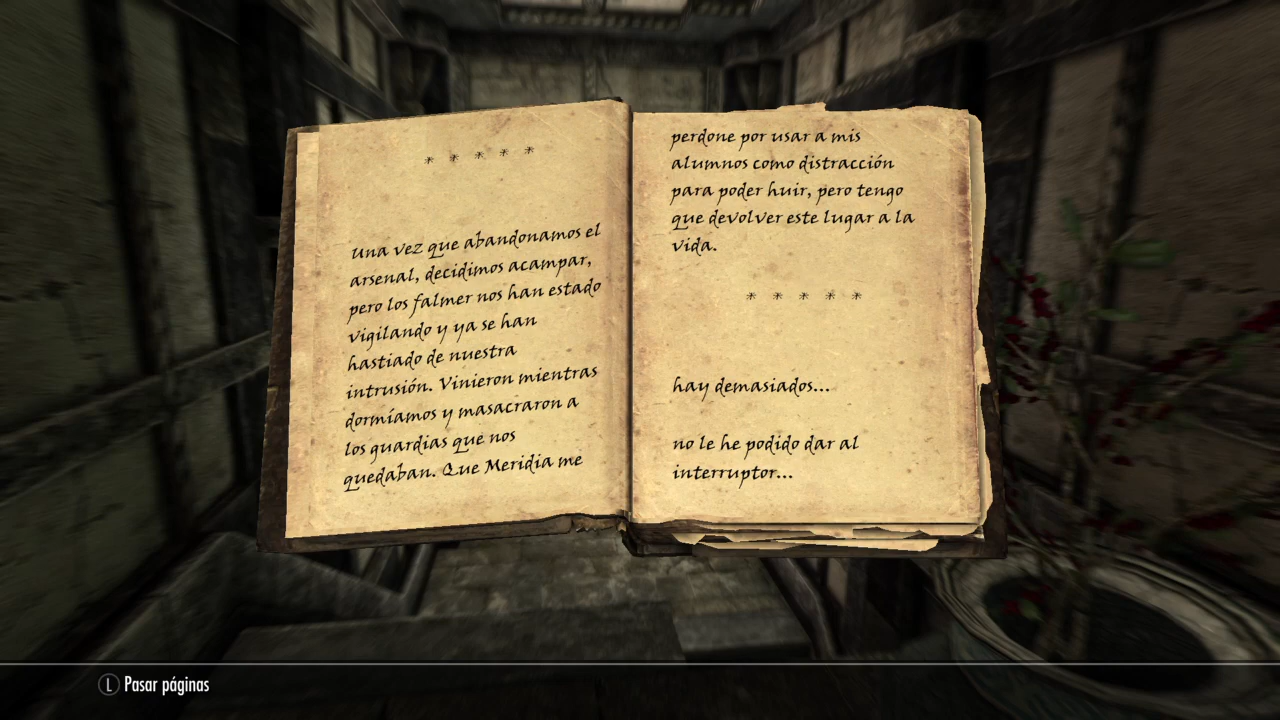 * * * * *
Una vez que abandonamos el
arsenal, decidimos acampar,
pero los falmer nos han estado
vigilando y ya se han
hastiado de nuestra
intrusión. Vinieron mientras
dormíamos y masacraron a
los guardias que nos
quedaban. Que Meridia me
perdone por usar a mis
alumnos como distracción
para poder huir, pero tengo
que devolver este lugar a la
vida.
* * * * *
hay demasiados...
no le he podido dar al
interruptor...
L Pasar páginas